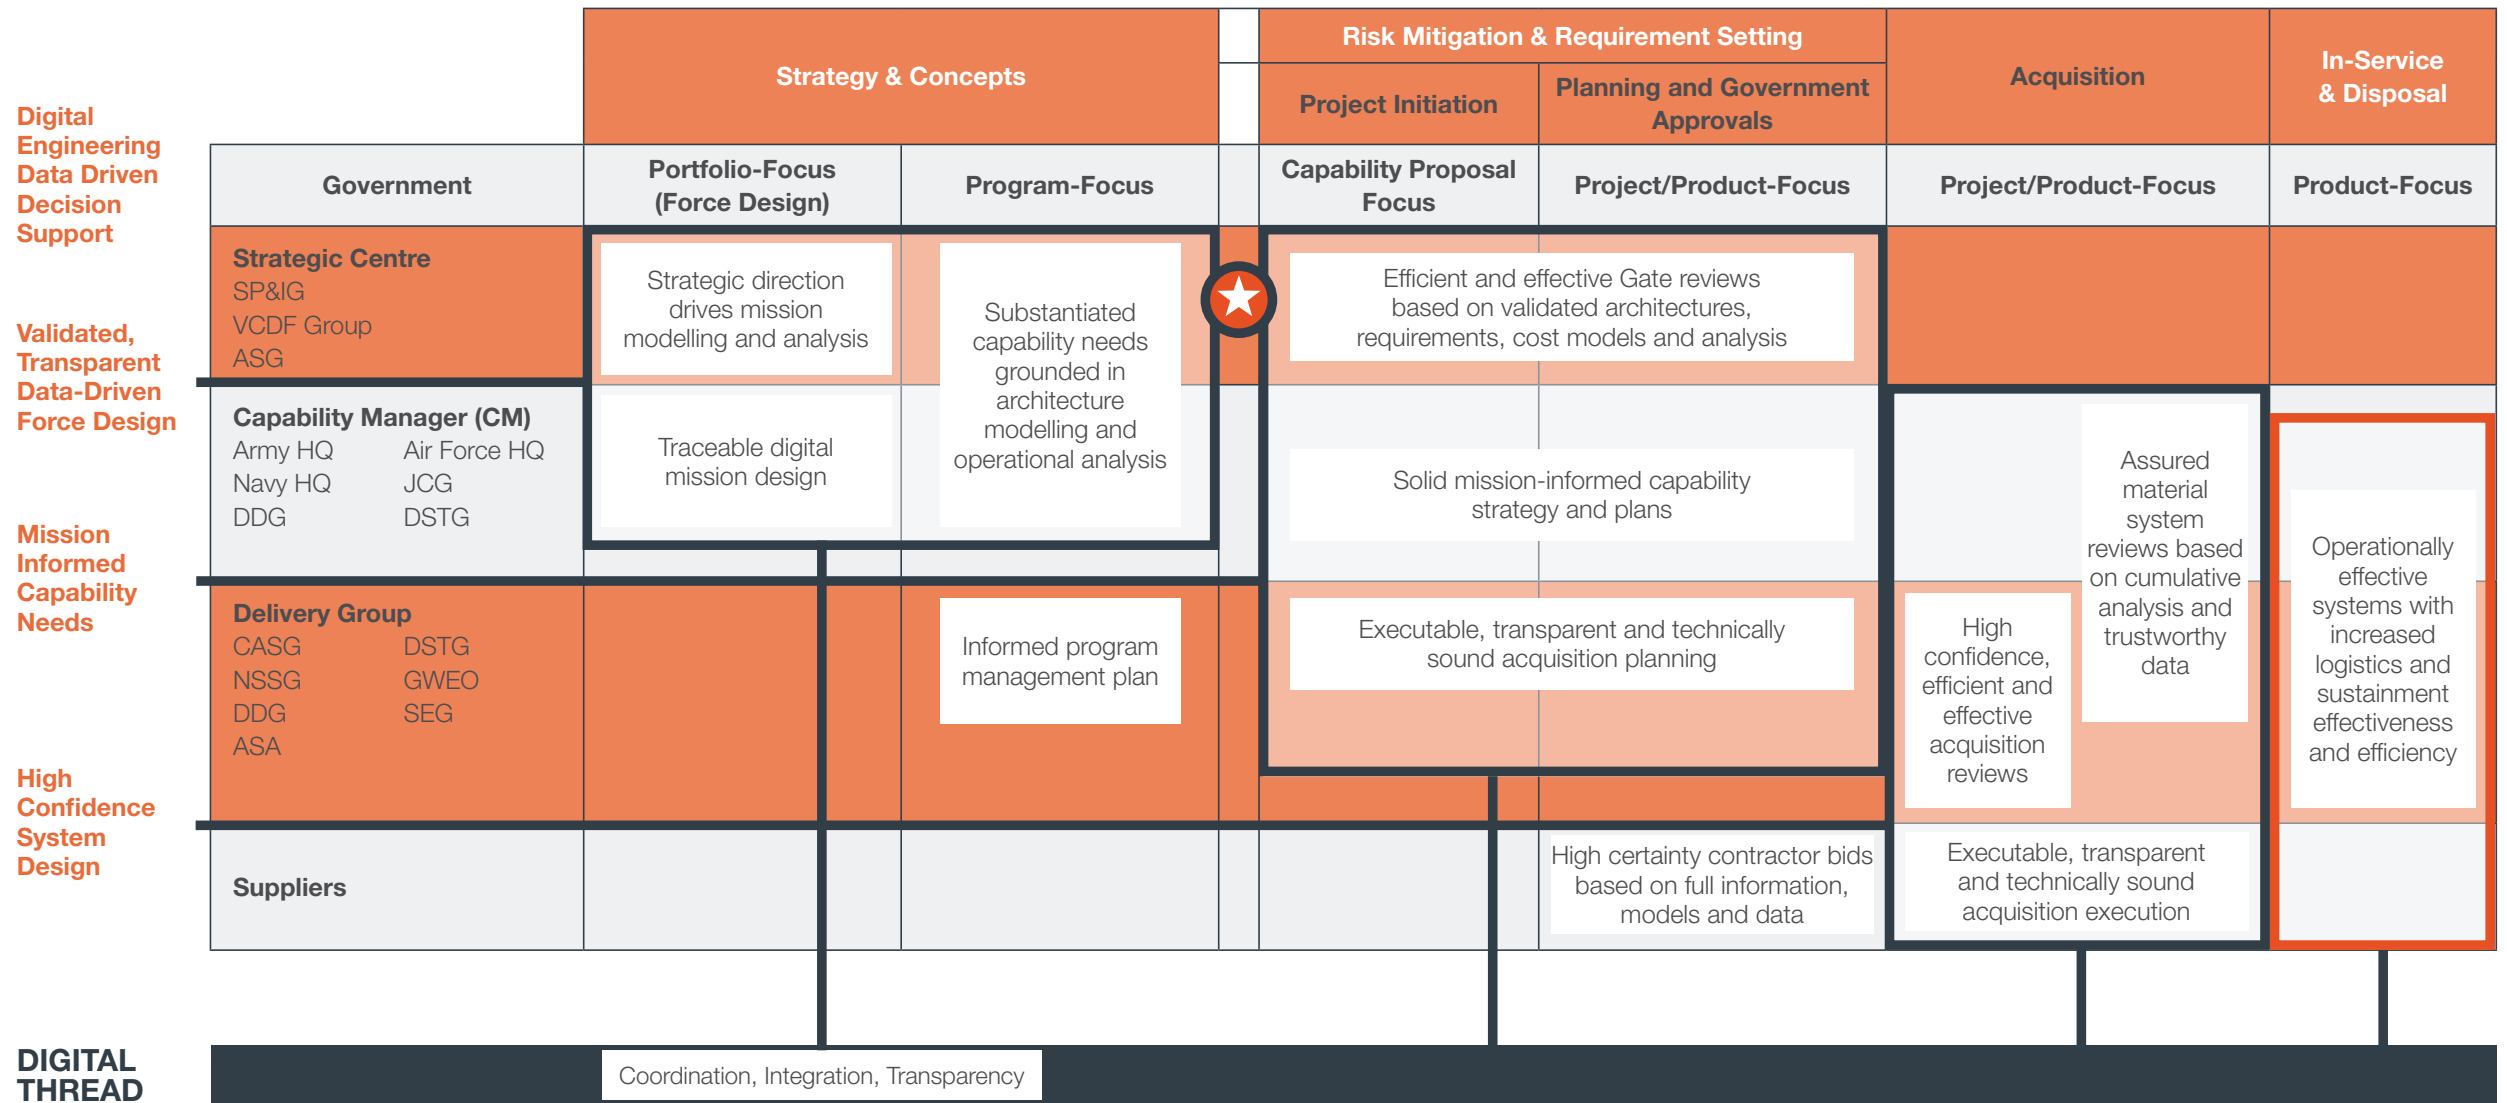 Risk Mitigation & Requirement Setting
Strategy & Concepts
Project Initiation
Planning and Government
Approvals
Acquisition
In-Service
& Disposal
Digital
Engineering
Data Driven
Decision
Support
Government
Portfolio-Focus
(Force Design)
Program-Focus
Capability Proposal
Focus
Project/Product-Focus
Project/Product-Focus
Product-Focus
Validated,
Transparent
Data-Driven
Force Design
Strategic Centre
SP&IG
VCDF Group
ASG
Strategic direction
drives mission
modelling and analysis
Substantiated
capability needs
grounded in
architecture
modelling and
operational analysis
Efficient and effective Gate reviews
based on validated architectures,
requirements, cost models and analysis
Mission
Informed
Capability
Needs
Capability Manager (CM)
Army HQ Air Force HQ
Navy HQ JCG
DDG DSTG
Traceable digital
mission design
Solid mission-informed capability
strategy and plans
Assured
material
system
reviews based
on cumulative
analysis and
trustworthy
data
Operationally
effective
systems with
increased
logistics and
sustainment
effectiveness
and efficiency
High
Confidence
System
Design
Delivery Group
CASG DSTG
NSSG GWEO
DDG SEG
ASA
Informed program
management plan
Executable, transparent and technically
sound acquisition planning
High
confidence,
efficient and
effective
acquisition
reviews
Suppliers
High certainty contractor bids
based on full information,
models and data
Executable, transparent
and technically sound
acquisition execution
DIGITAL
THREAD
Coordination, Integration, Transparency